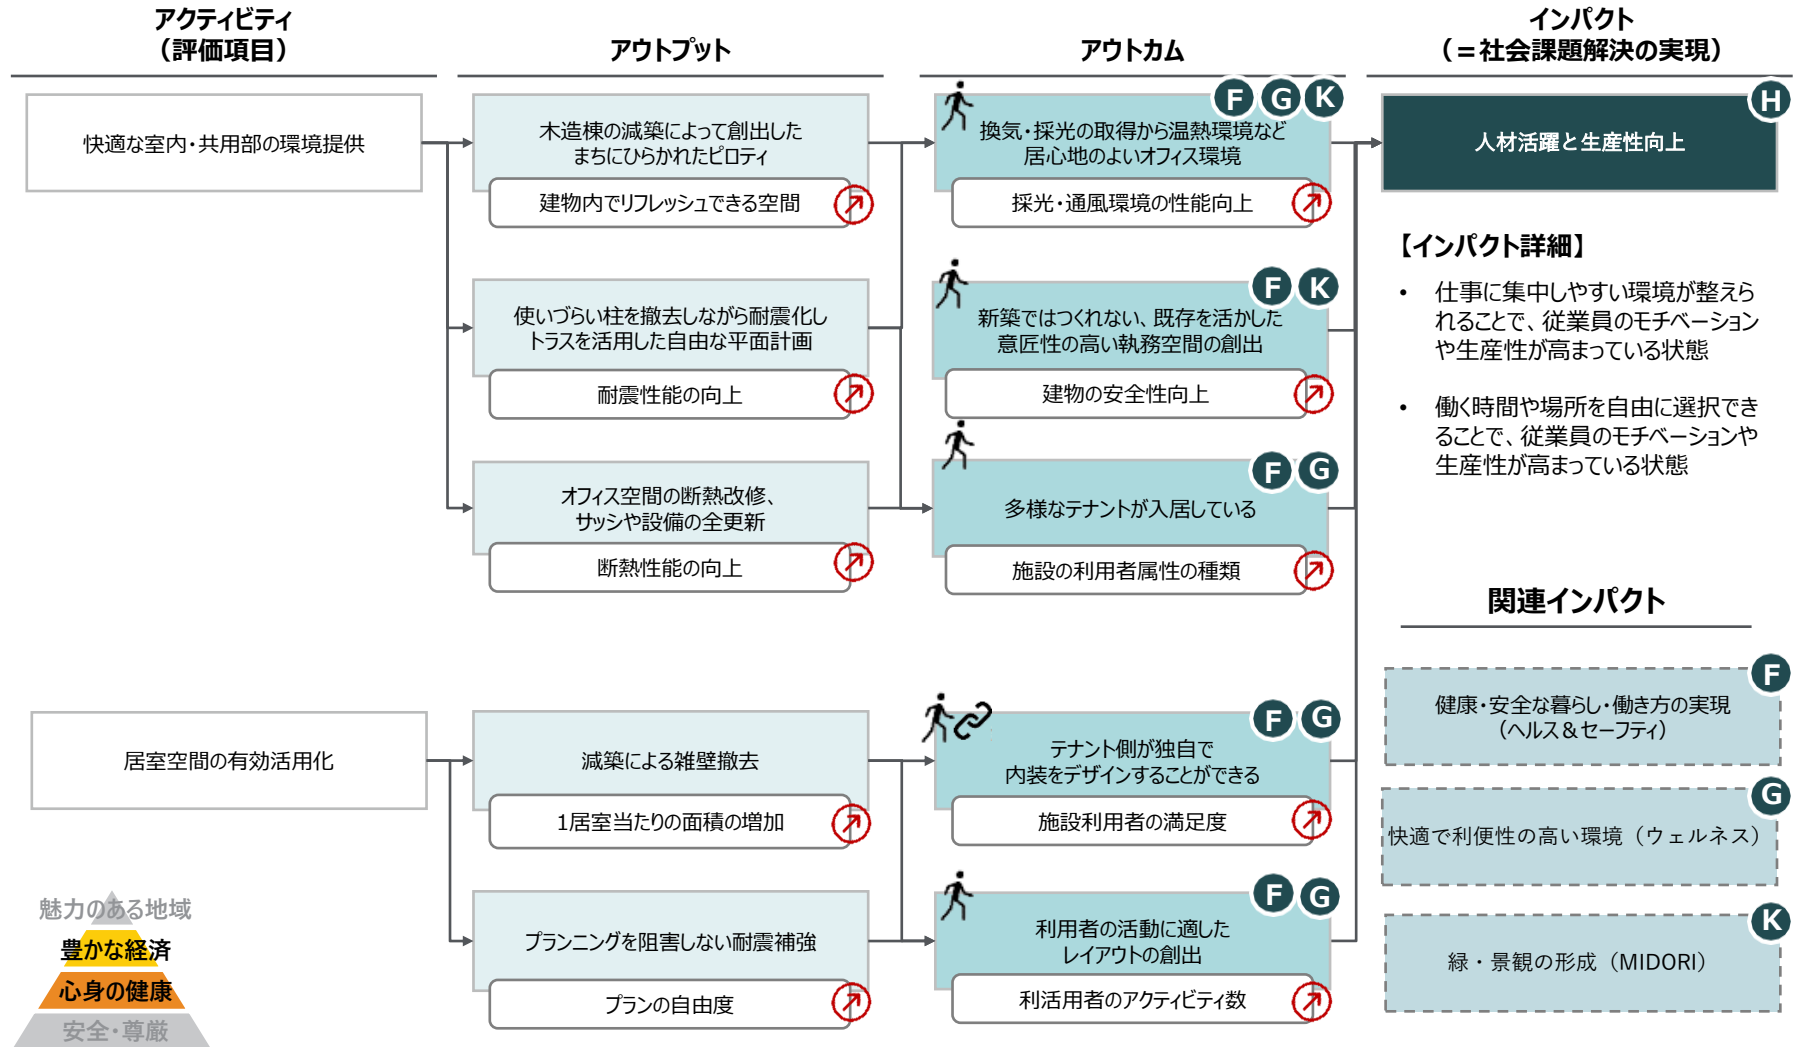 アクティビティ
（評価項目）
アウトプット
アウトカム
インパクト
（＝社会課題解決の実現）
快適な室内・共用部の環境提供
木造棟の減築によって創出した
まちにひらかれたピロティ
建物内でリフレッシュできる空間
F G K
換気・採光の取得から温熱環境など
居心地のよいオフィス環境
採光・通風環境の性能向上
H
人材活躍と生産性向上
使いづらい柱を撤去しながら耐震化し
トラスを活用した自由な平面計画
耐震性能の向上
F K
新築ではつくれない、既存を活かした
意匠性の高い執務空間の創出
建物の安全性向上
オフィス空間の断熱改修、
サッシや設備の全更新
断熱性能の向上
F G
多様なテナントが入居している
施設の利用者属性の種類
【インパクト詳細】
• 仕事に集中しやすい環境が整えら
れることで、従業員のモチベーション
や生産性が高まっている状態
• 働く時間や場所を自由に選択でき
ることで、従業員のモチベーションや
生産性が高まっている状態
居室空間の有効活用化
減築による雑壁撤去
1居室当たりの面積の増加
F G
テナント側が独自で
内装をデザインすることができる
施設利用者の満足度
プランニングを阻害しない耐震補強
プランの自由度
F G
利用者の活動に適した
レイアウトの創出
利活用者のアクティビティ数
関連インパクト
F
健康・安全な暮らし・働き方の実現
（ヘルス＆セーフティ）
G
快適で利便性の高い環境（ウェルネス）
K
緑・景観の形成（MIDORI）
魅力のある地域
豊かな経済
心身の健康
安全・尊厳